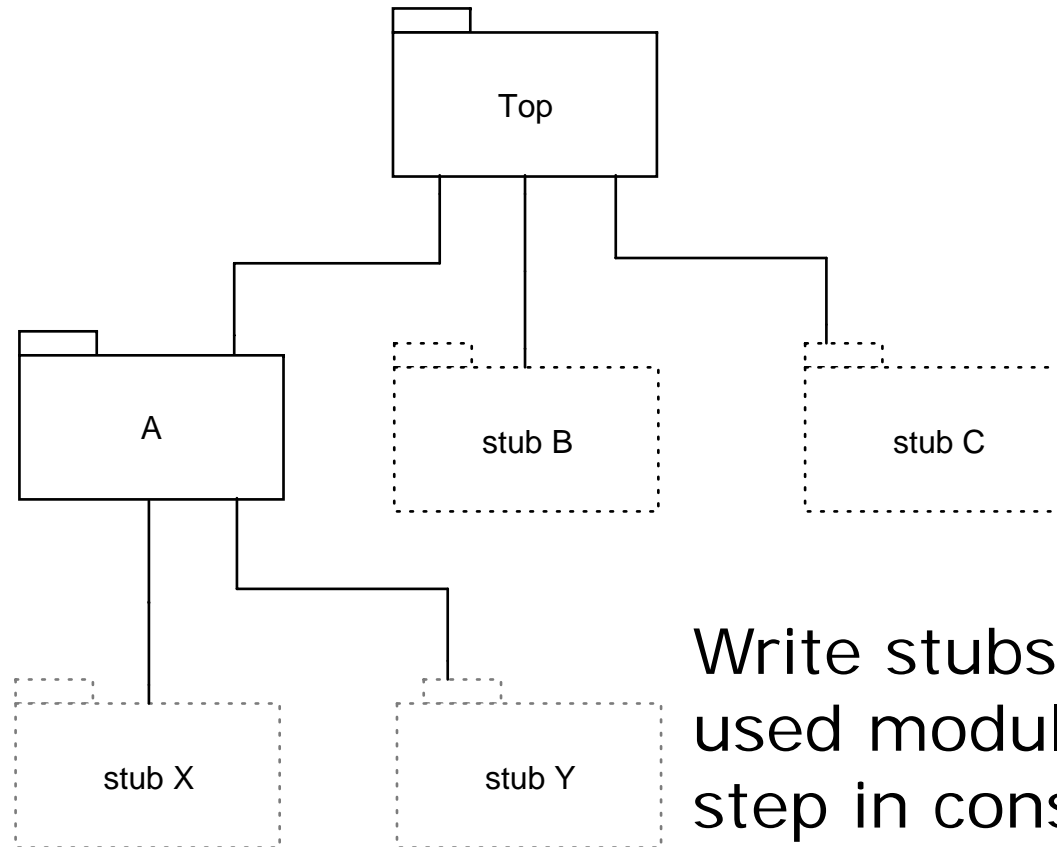 Top
A
stub B
stub C
stub X
stub Y
Write stubs
used modul
step in cons